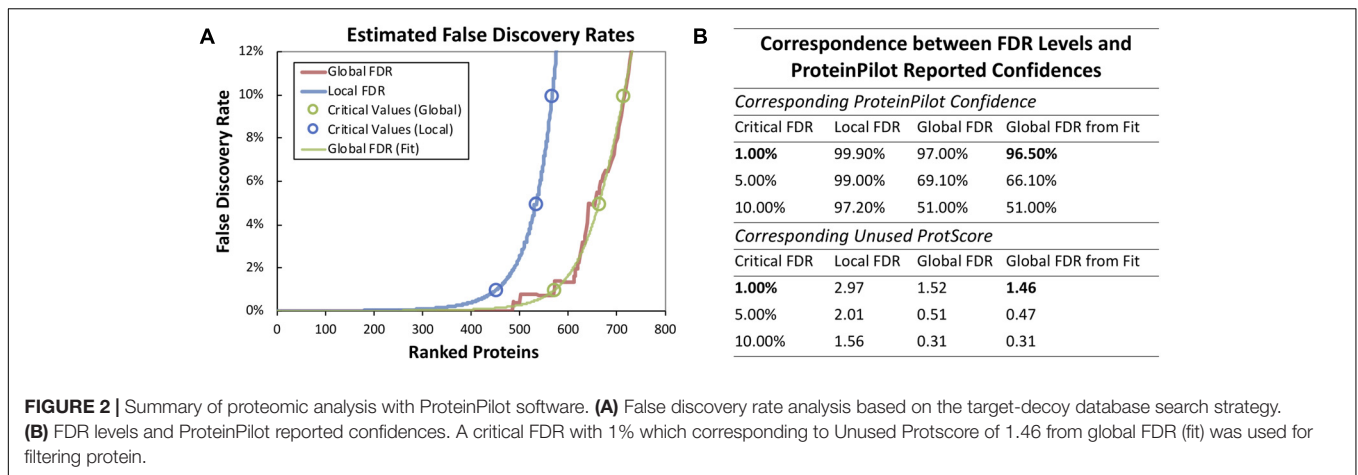 A
Estimated False Discovery Rates
12%
10%
8%
6%
4%
2%
0%
False Discovery Rate
Global FDR
Local FDR
Critical Values (Global)
Critical Values (Local)
Global FDR (Fit)
0 100 200 300 400 500 600 700 800
Ranked Proteins
B
Correspondence between FDR Levels and
ProteinPilot Reported Confidences
Corresponding ProteinPilot Confidence
Critical FDR Local FDR Global FDR Global FDR from Fit
1.00% 99.90% 97.00% 96.50%
5.00% 99.00% 69.10% 66.10%
10.00% 97.20% 51.00% 51.00%
Corresponding Unused ProtScore
Critical FDR Local FDR Global FDR Global FDR from Fit
1.00% 2.97 1.52 1.46
5.00% 2.01 0.51 0.47
10.00% 1.56 0.31 0.31
FIGURE 2 | Summary of proteomic analysis with ProteinPilot software. (A) False discovery rate analysis based on the target-decoy database search strategy.
(B) FDR levels and ProteinPilot reported confidences. A critical FDR with 1% which corresponding to Unused Protscore of 1.46 from global FDR (fit) was used for
filtering protein.